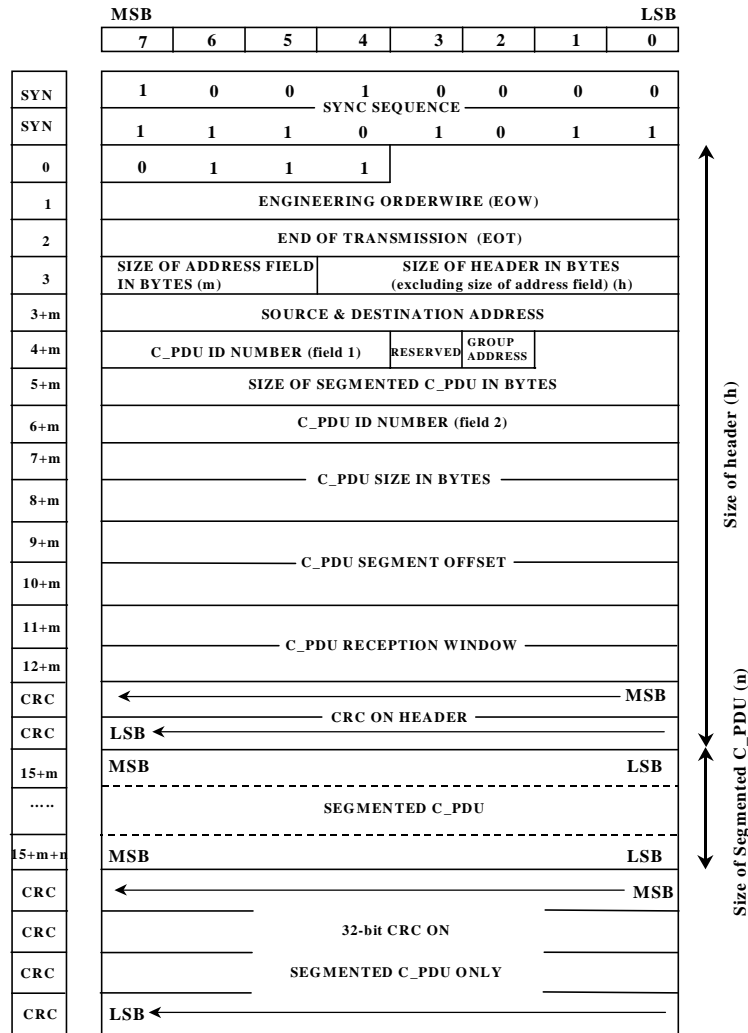 MSB LSB
7 6 5 4 3 2 1 0
SYN 1 0 0 1 0 0 0 0
SYNC SEQUENCE
SYN 1 1 1 0 1 0 1 1
0 0 1 1 1
1 ENGINEERING ORDERWIRE (EOW)
2 END OF TRANSMISSION (EOT)
3 SIZE OF ADDRESS FIELD IN BYTES (m) SIZE OF HEADER IN BYTES (excluding size of address field) (h)
3+m SOURCE & DESTINATION ADDRESS
4+m C_PDU ID NUMBER (field 1) RESERVED GROUP ADDRESS
5+m SIZE OF SEGMENTED C_PDU IN BYTES
6+m C_PDU ID NUMBER (field 2)
7+m
C_PDU SIZE IN BYTES
8+m
9+m
C_PDU SEGMENT OFFSET
10+m
11+m
C_PDU RECEPTION WINDOW
12+m
CRC MSB
CRC ON HEADER
CRC LSB
Size of header (h)
15+m MSB LSB
..... SEGMENTED C_PDU
15+m+n MSB LSB
Size of Segmented C_PDU (n)
CRC MSB
CRC 32-bit CRC ON
CRC SEGMENTED C_PDU ONLY
CRC LSB